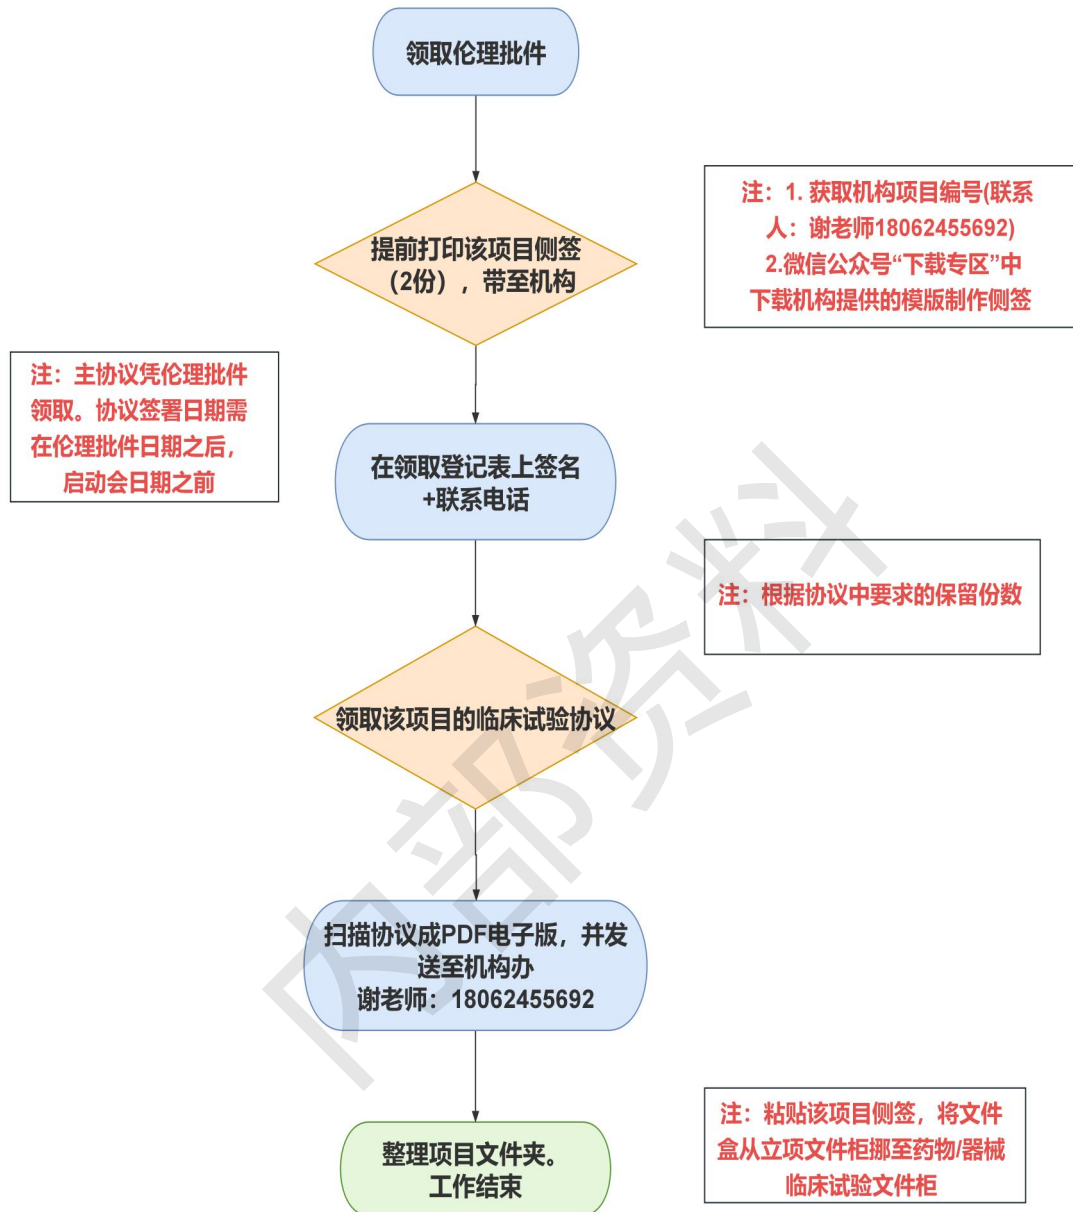 领取伦理批件
提前打印该项目侧签
（2份），带至机构
注：1. 获取机构项目编号(联系
人：谢老师18062455692)
2.微信公众号“下载专区”中
下载机构提供的模版制作侧签
注：主协议凭伦理批件
领取。协议签署日期需
在伦理批件日期之后，
启动会日期之前
在领取登记表上签名
+联系电话
注：根据协议中要求的保留份数
领取该项目的临床试验协议
扫描协议成PDF电子版，并发
送至机构办
谢老师：18062455692
整理项目文件夹。
工作结束
注：粘贴该项目侧签，将文件
盒从立项文件柜挪至药物/器械
临床试验文件柜
内部资料